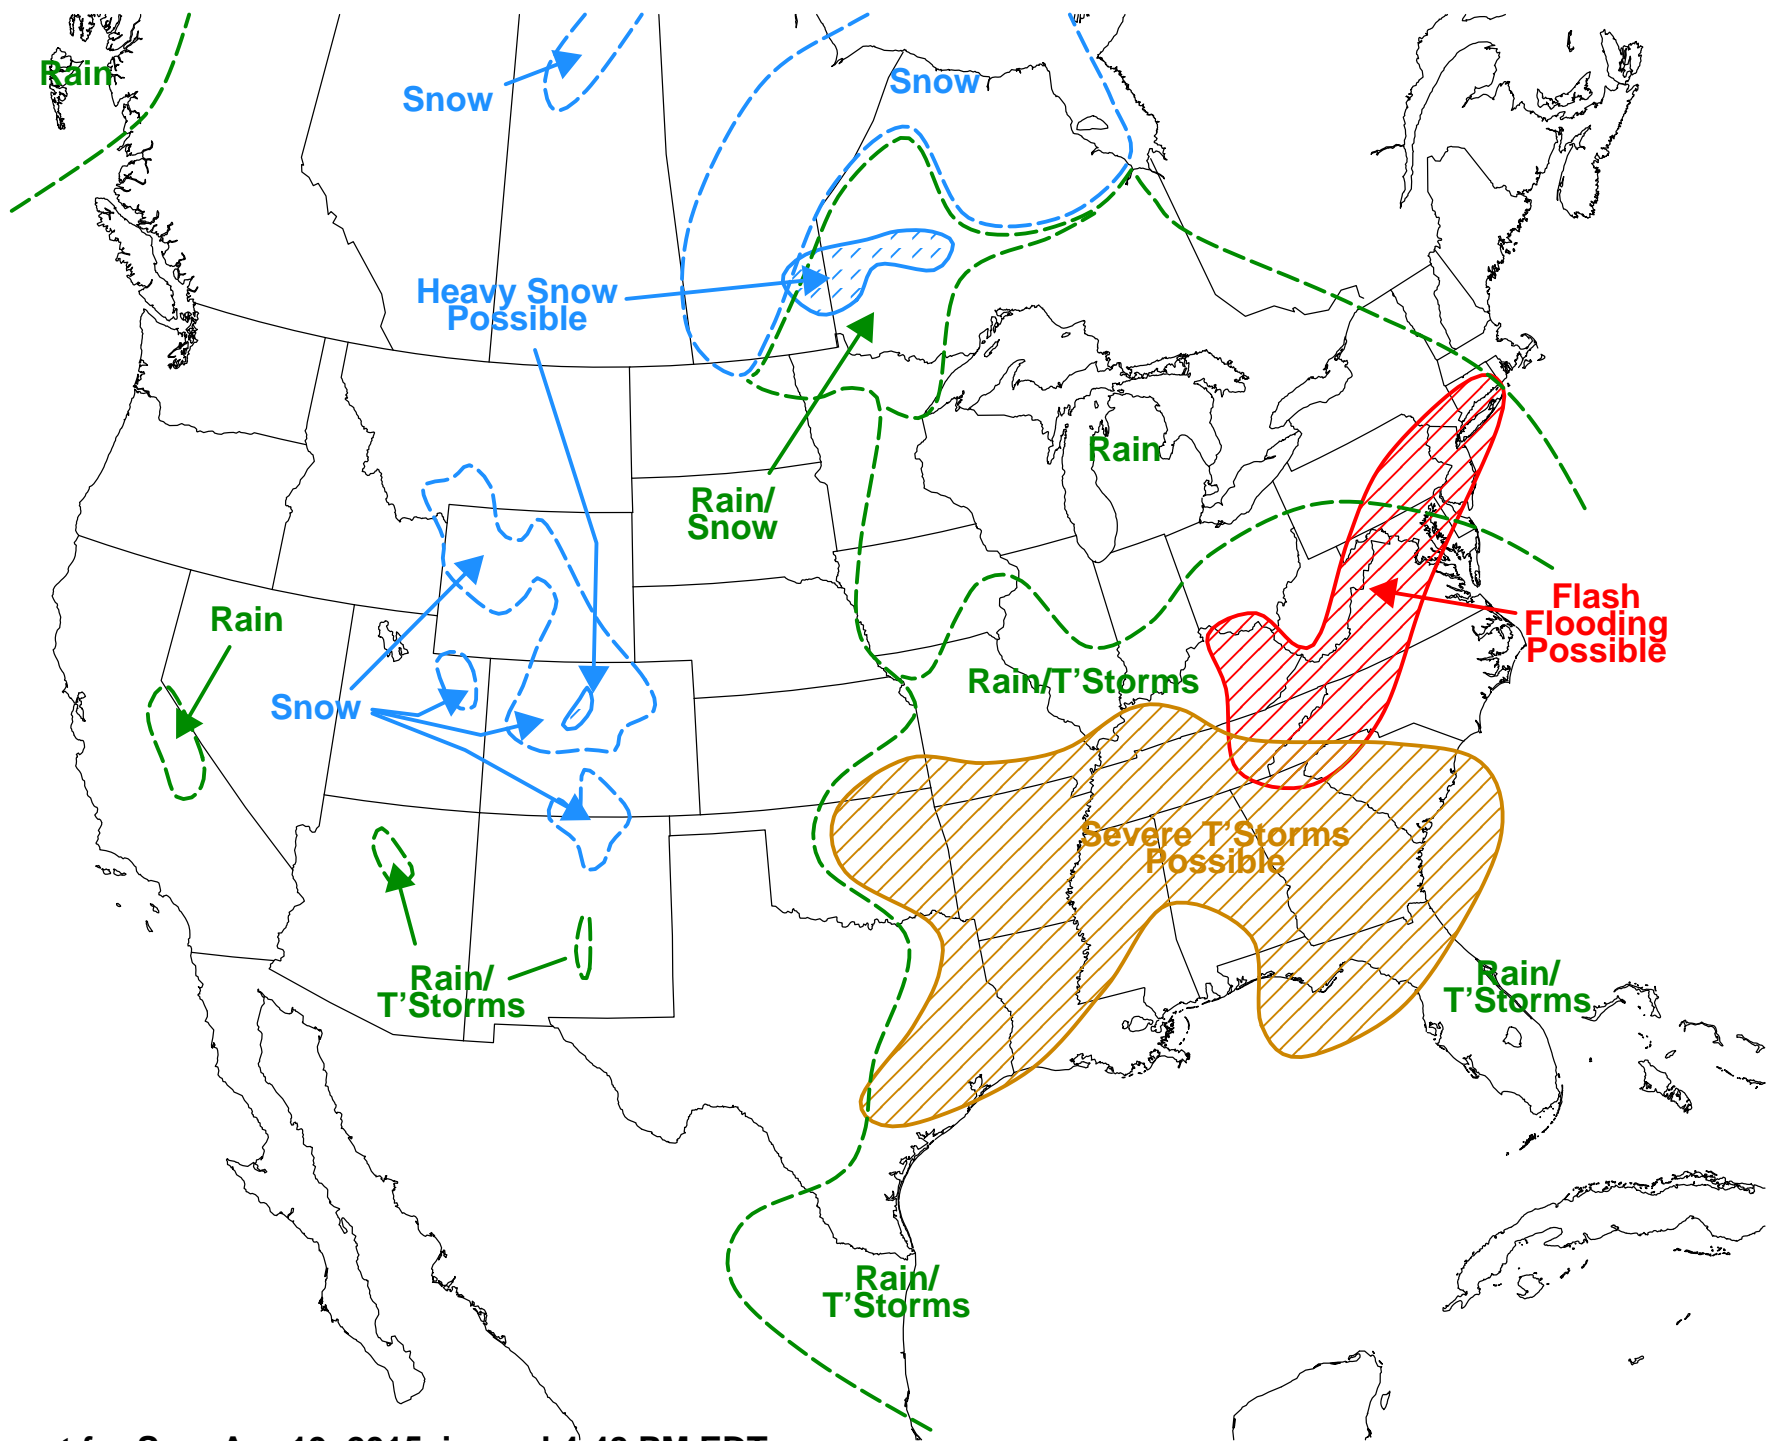 Rain
Snow
Snow
Heavy Snow
Possible
Rain
Rain/
Snow
Flash
Flooding
Possible
Rain
Rain/T'Storms
Snow
Severe T'Storms
Possible
Rain/
T'Storms
Rain/
T'Storms
Rain/
T'Storms